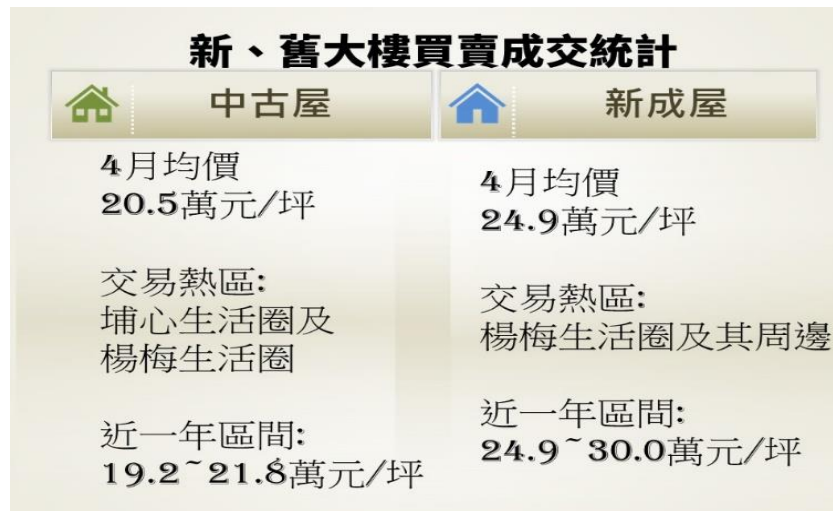 新、舊大樓買賣成交統計
中古屋
4月均價
20.5萬元/坪
交易熱區:
埔心生活圈及
楊梅生活圈
近一年區間:
19.2~21.8萬元/坪
新成屋
4月均價
24.9萬元/坪
交易熱區:
楊梅生活圈及其周邊
近一年區間:
24.9~30.0萬元/坪